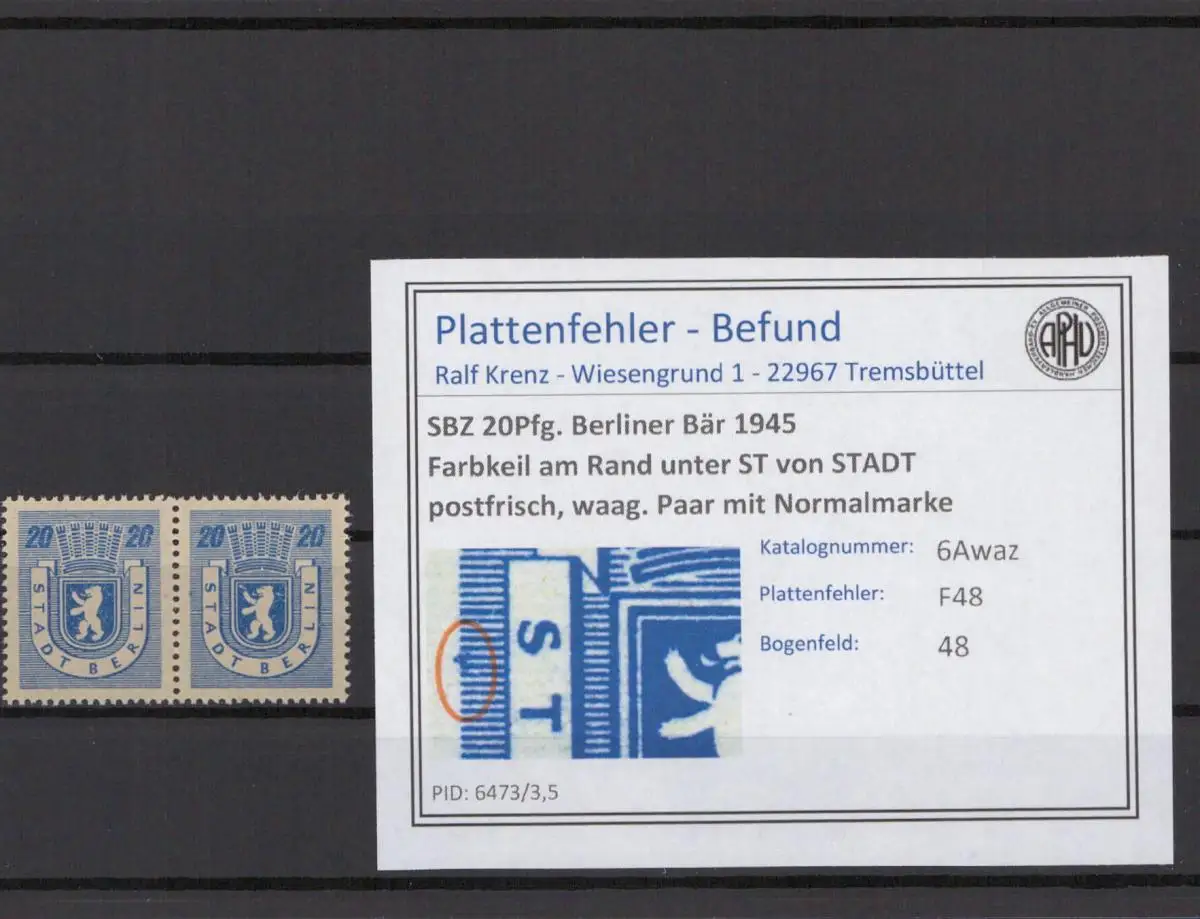 20 20 20 20
STADT BERLIN STADT BERLIN
Plattenfehler - Befund
Ralf Krenz - Wiesengrund 1 - 22967 Tremsbüttel
APHV
SBZ 20Pfg. Berliner Bär 1945
Farbkeil am Rand unter ST von STADT
postfrisch, waag. Paar mit Normalmarke
ST
Katalognummer: 6Awaz
Plattenfehler: F48
Bogenfeld: 48
PID: 6473/3,5